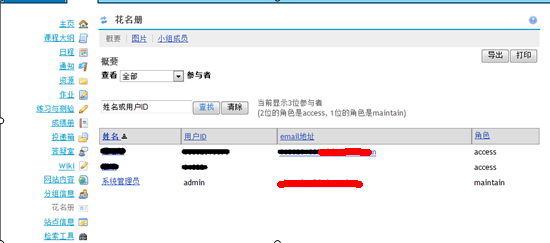 主页
课程大纲
日程
通知
资源
作业
练习与测验
成绩册
投递箱
答疑室
Wiki
网站内容
分组信息
花名册
站点信息
检索工具
花名册
概要 图片 小组成员
导出 打印
概要
查看 全部 参与者
姓名或用户ID 查找 清除
当前显示3位参与者
(2位的角色是access, 1位的角色是maintain)
姓名 用户ID email地址 角色
access
access
系统管理员 admin maintain